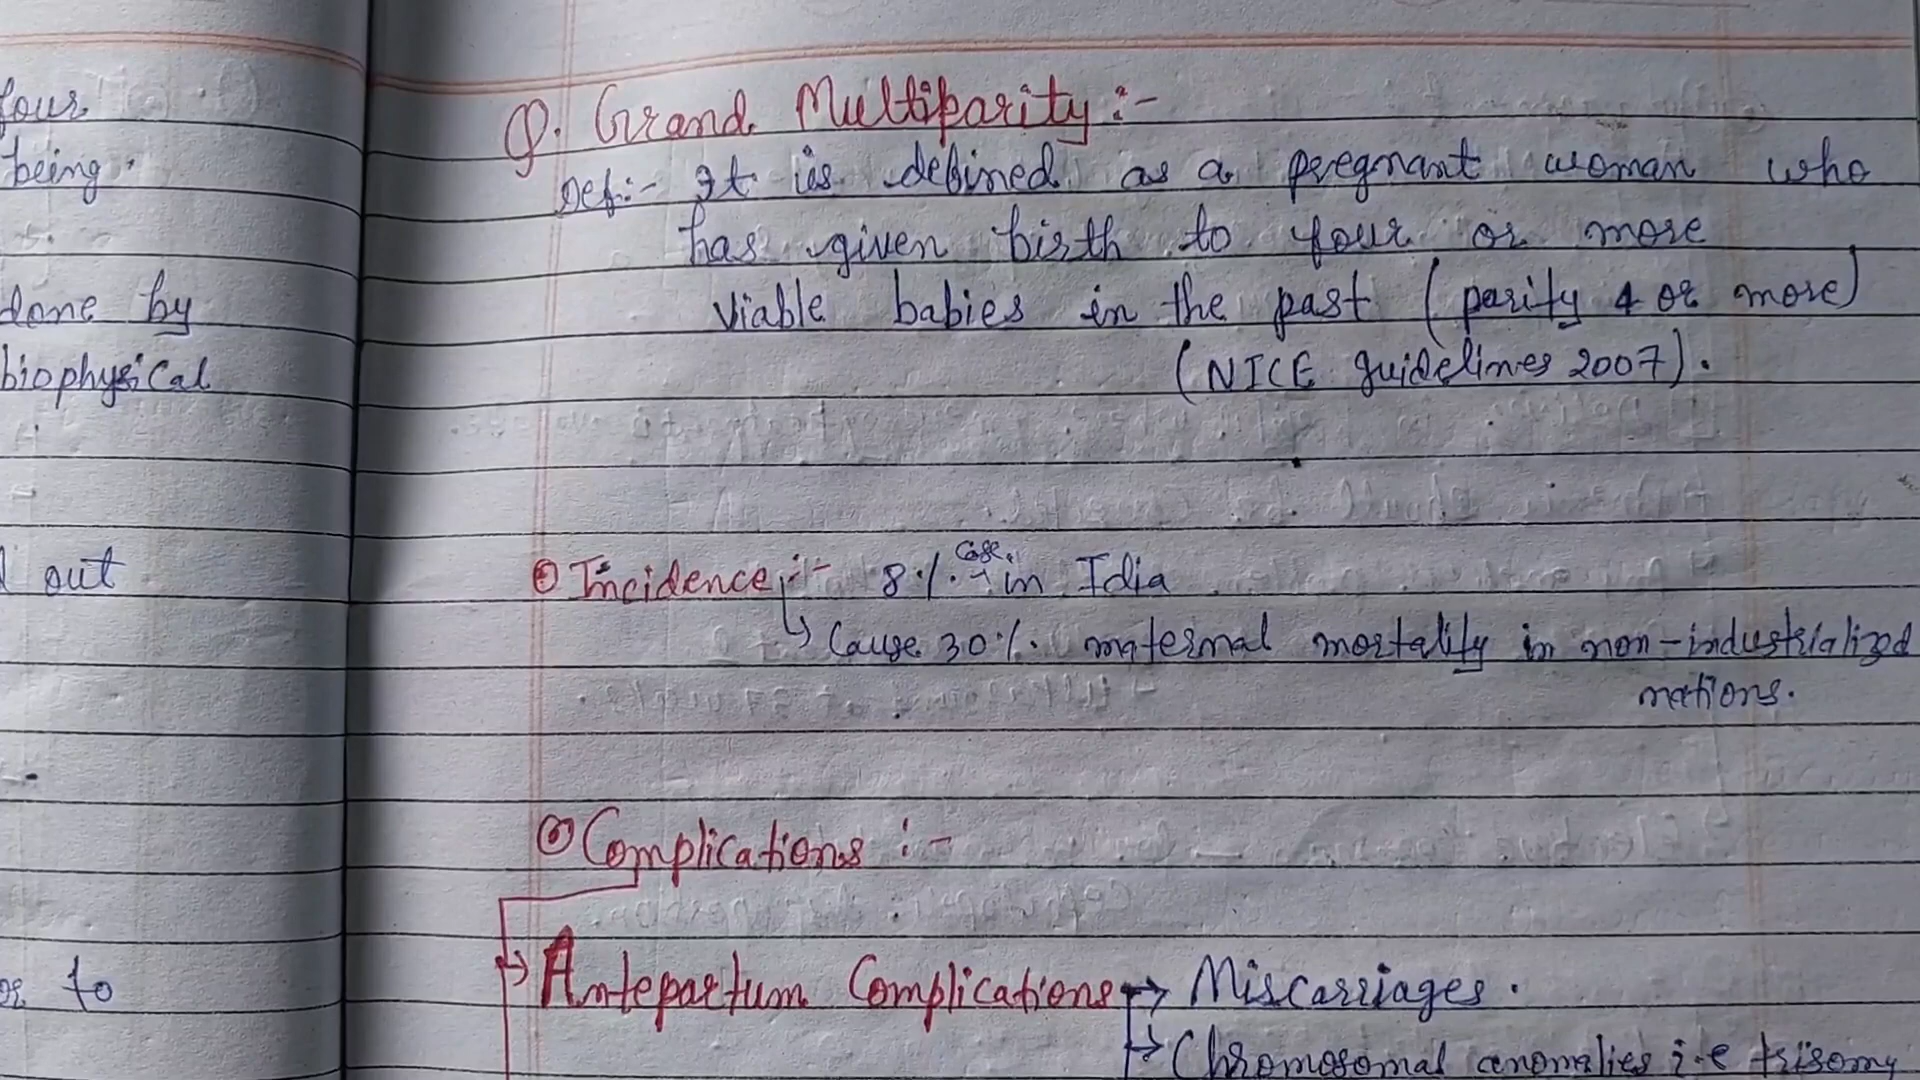 four
being.
done by
biophysical
out
or to
Q. Grand Multiparity :-
Def:- It is defined as a pregnant woman who
has given birth to four or more
viable babies in the past (parity 4 or more)
(NICE guidelines 2007).
Incidence :- 8% case in Idia
↳ Cause 30% maternal mortality in non-industrialized
nations.
Complications :-
→ Antepartum Complications → Miscarriages.
→ Chromosomal anomalies i.e trisomy